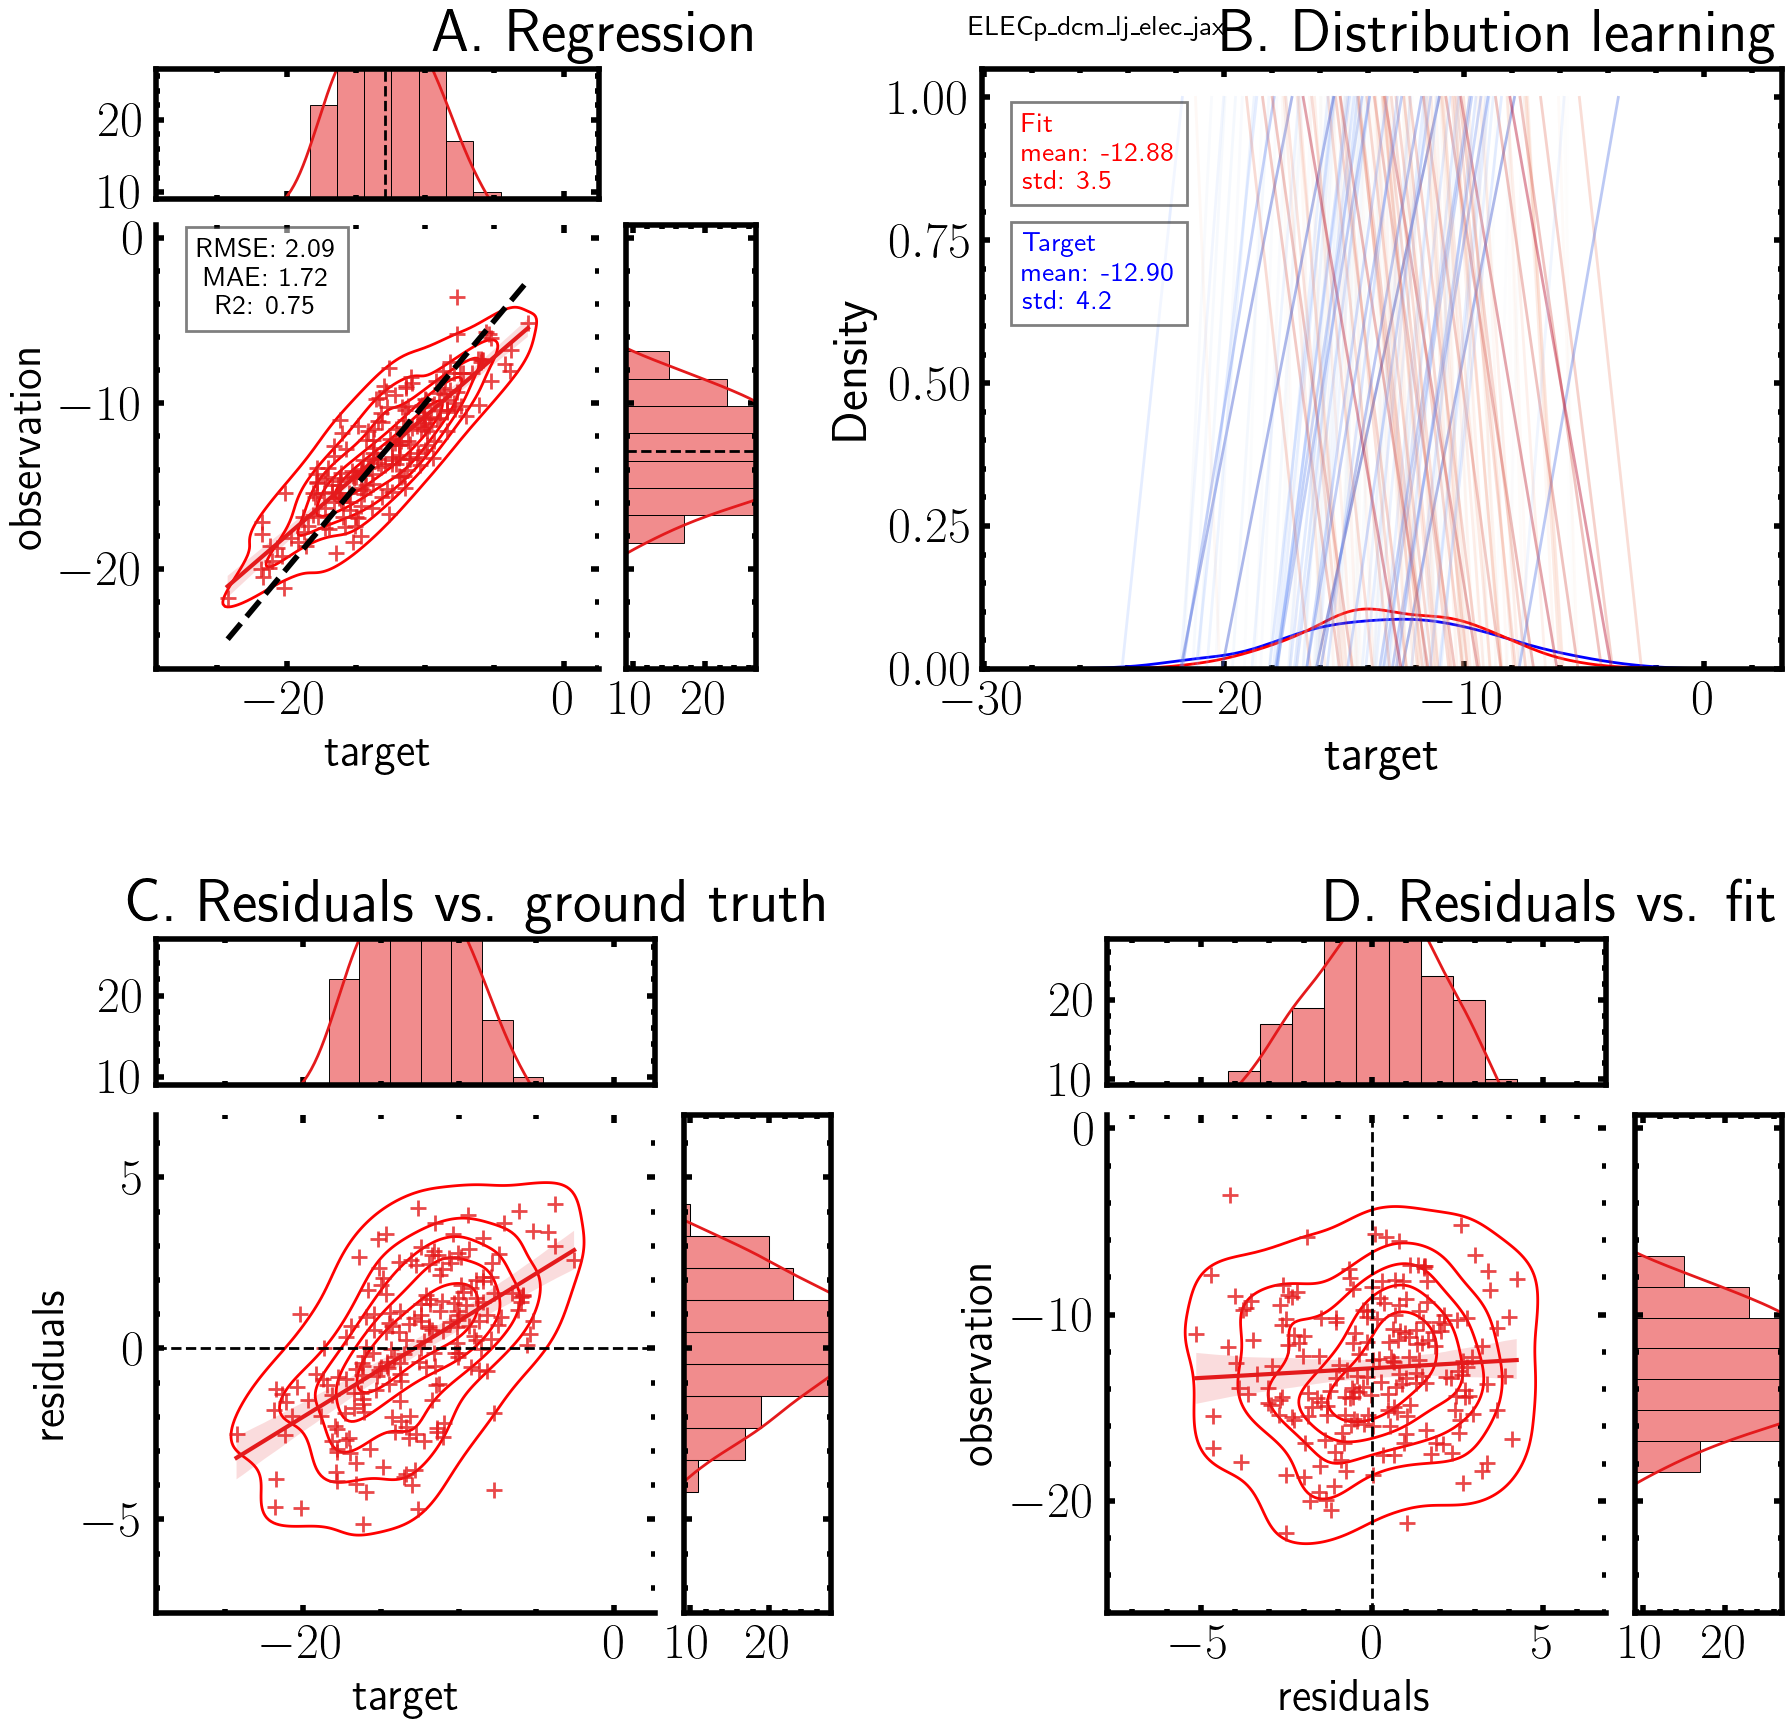 A. Regression
20
10
0
−10
−20
RMSE: 2.09
MAE: 1.72
R2: 0.75
observation
−20
0
10
20
target
ELECp_dcm_lj_elec_jax
B. Distribution learning
1.00
0.75
0.50
0.25
0.00
Fit
mean: -12.88
std: 3.5
Target
mean: -12.90
std: 4.2
Density
−30
−20
−10
0
target
C. Residuals vs. ground truth
20
10
5
0
−5
residuals
−20
0
10
20
target
D. Residuals vs. fit
20
10
0
−10
−20
observation
−5
0
5
10
20
residuals